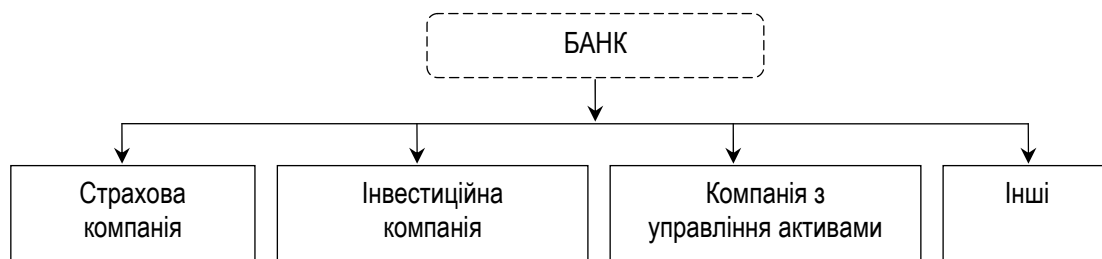 БАНК
Страхова
компанія
Інвестиційна
компанія
Компанія з
управління активами
Інші